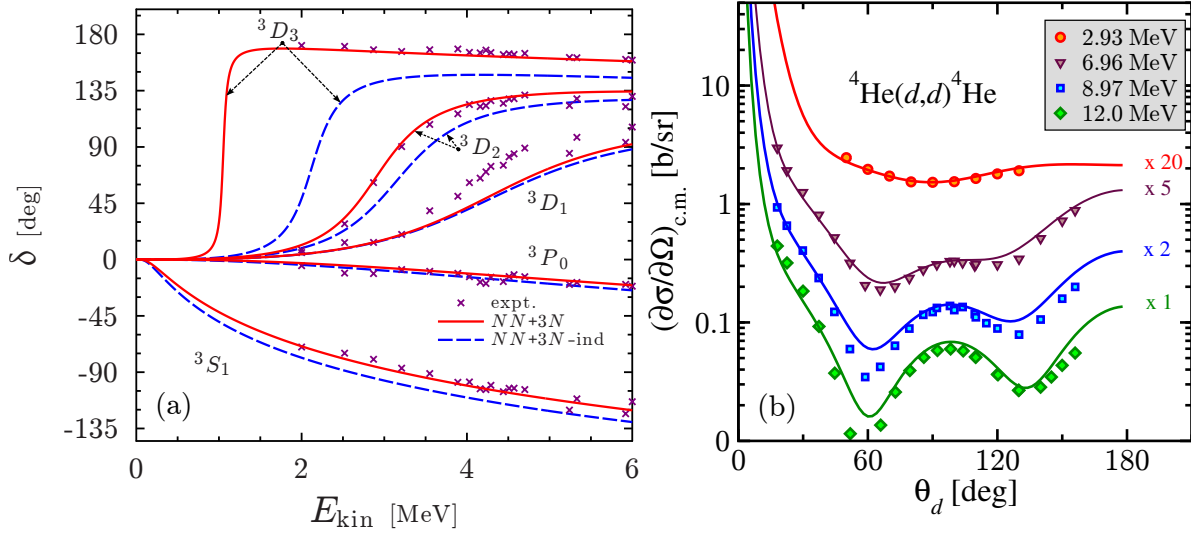 180
135
90
45
0
-45
-90
-135
δ [deg]
³D₃
³D₂
³D₁
³P₀
³S₁
expt.
NN+3N
NN+3N-ind
(a)
0 2 4 6
E_kin [MeV]
10
1
0.1
0
(∂σ/∂Ω)_c.m. [b/sr]
⁴He(d,d)⁴He
2.93 MeV
6.96 MeV
8.97 MeV
12.0 MeV
x 20
x 5
x 2
x 1
(b)
0 60 120 180
θ_d [deg]